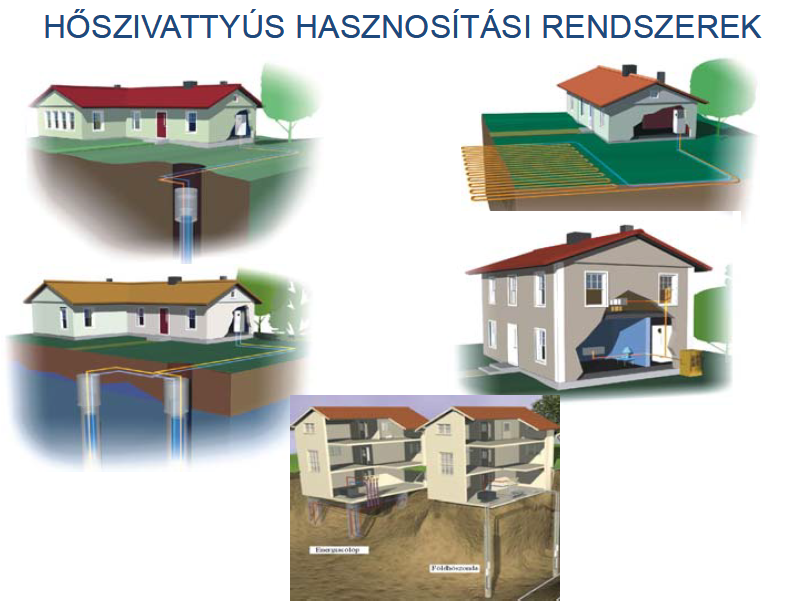 HŐSZIVATTYÚS HASZNOSÍTÁSI RENDSZEREK
Energiacölöp
Földhőszonda